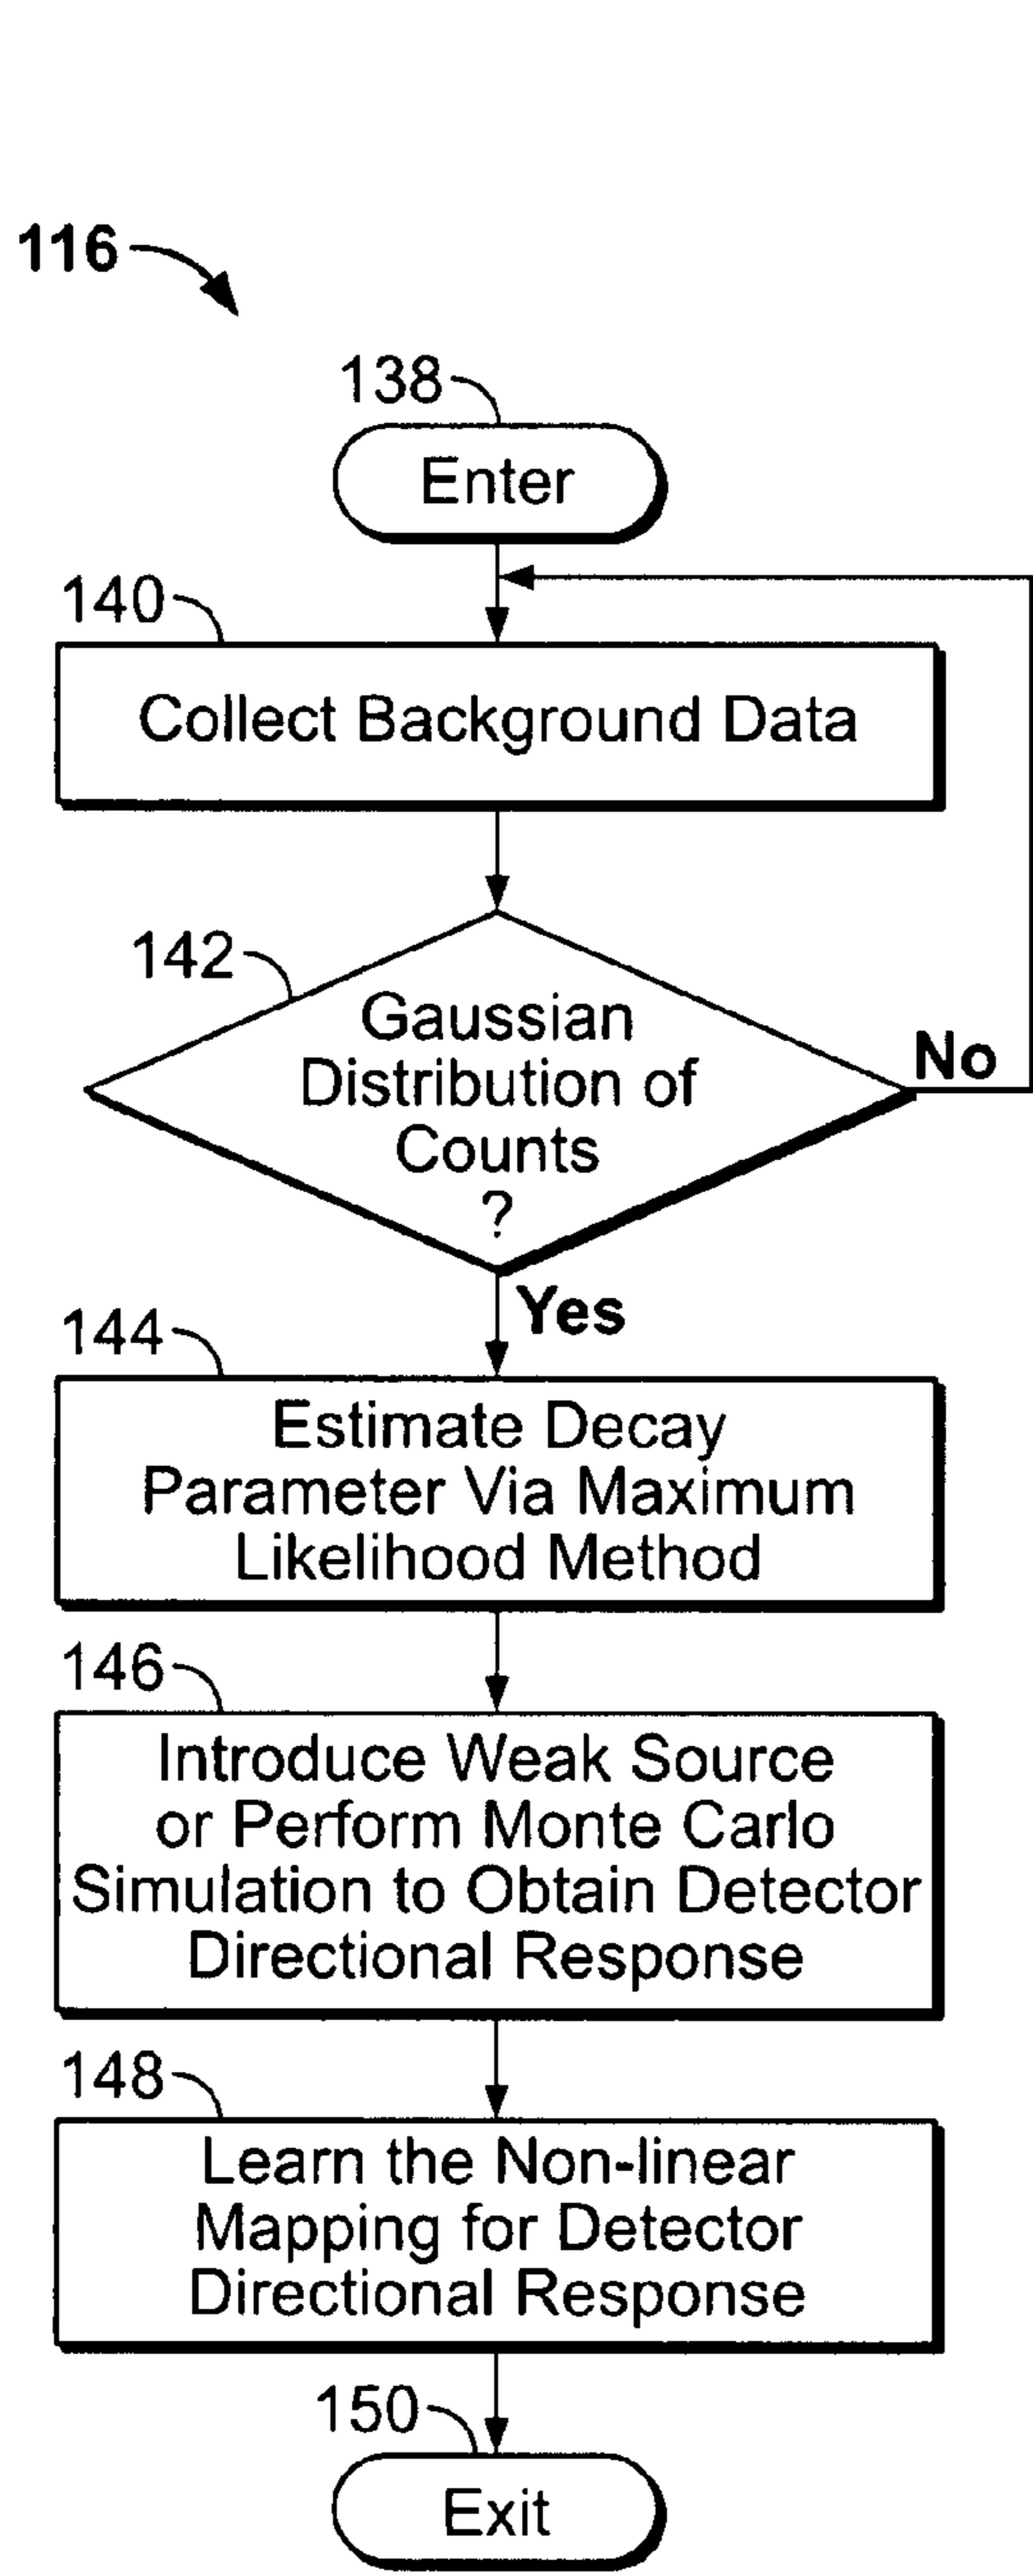 116
138
Enter
140
Collect Background Data
142
Gaussian
Distribution of
Counts
?
No
Yes
144
Estimate Decay
Parameter Via Maximum
Likelihood Method
146
Introduce Weak Source
or Perform Monte Carlo
Simulation to Obtain Detector
Directional Response
148
Learn the Non-linear
Mapping for Detector
Directional Response
150
Exit